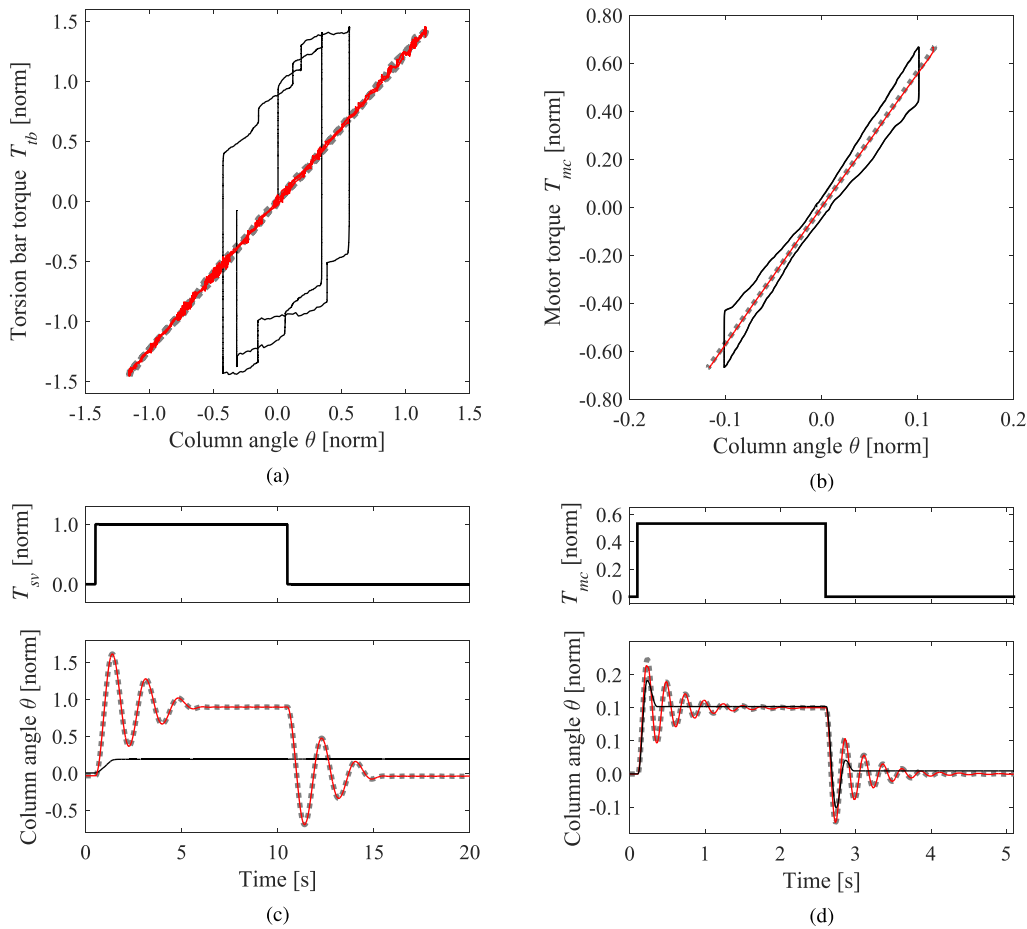 1.5
1.0
0.5
0.0
-0.5
-1.0
-1.5
Torsion bar torque T_tb [norm]
-1.5 -1.0 -0.5 0.0 0.5 1.0 1.5
Column angle θ [norm]
(a)
0.80
0.60
0.40
0.20
0.00
-0.20
-0.40
-0.60
-0.80
Motor torque T_mc [norm]
-0.2 -0.1 0.0 0.1 0.2
Column angle θ [norm]
(b)
1.0
0.0
T_sv [norm]
1.5
1.0
0.5
0.0
-0.5
Column angle θ [norm]
0 5 10 15 20
Time [s]
(c)
0.6
0.4
0.2
0
T_mc [norm]
0.2
0.1
0.0
-0.1
Column angle θ [norm]
0 1 2 3 4 5
Time [s]
(d)